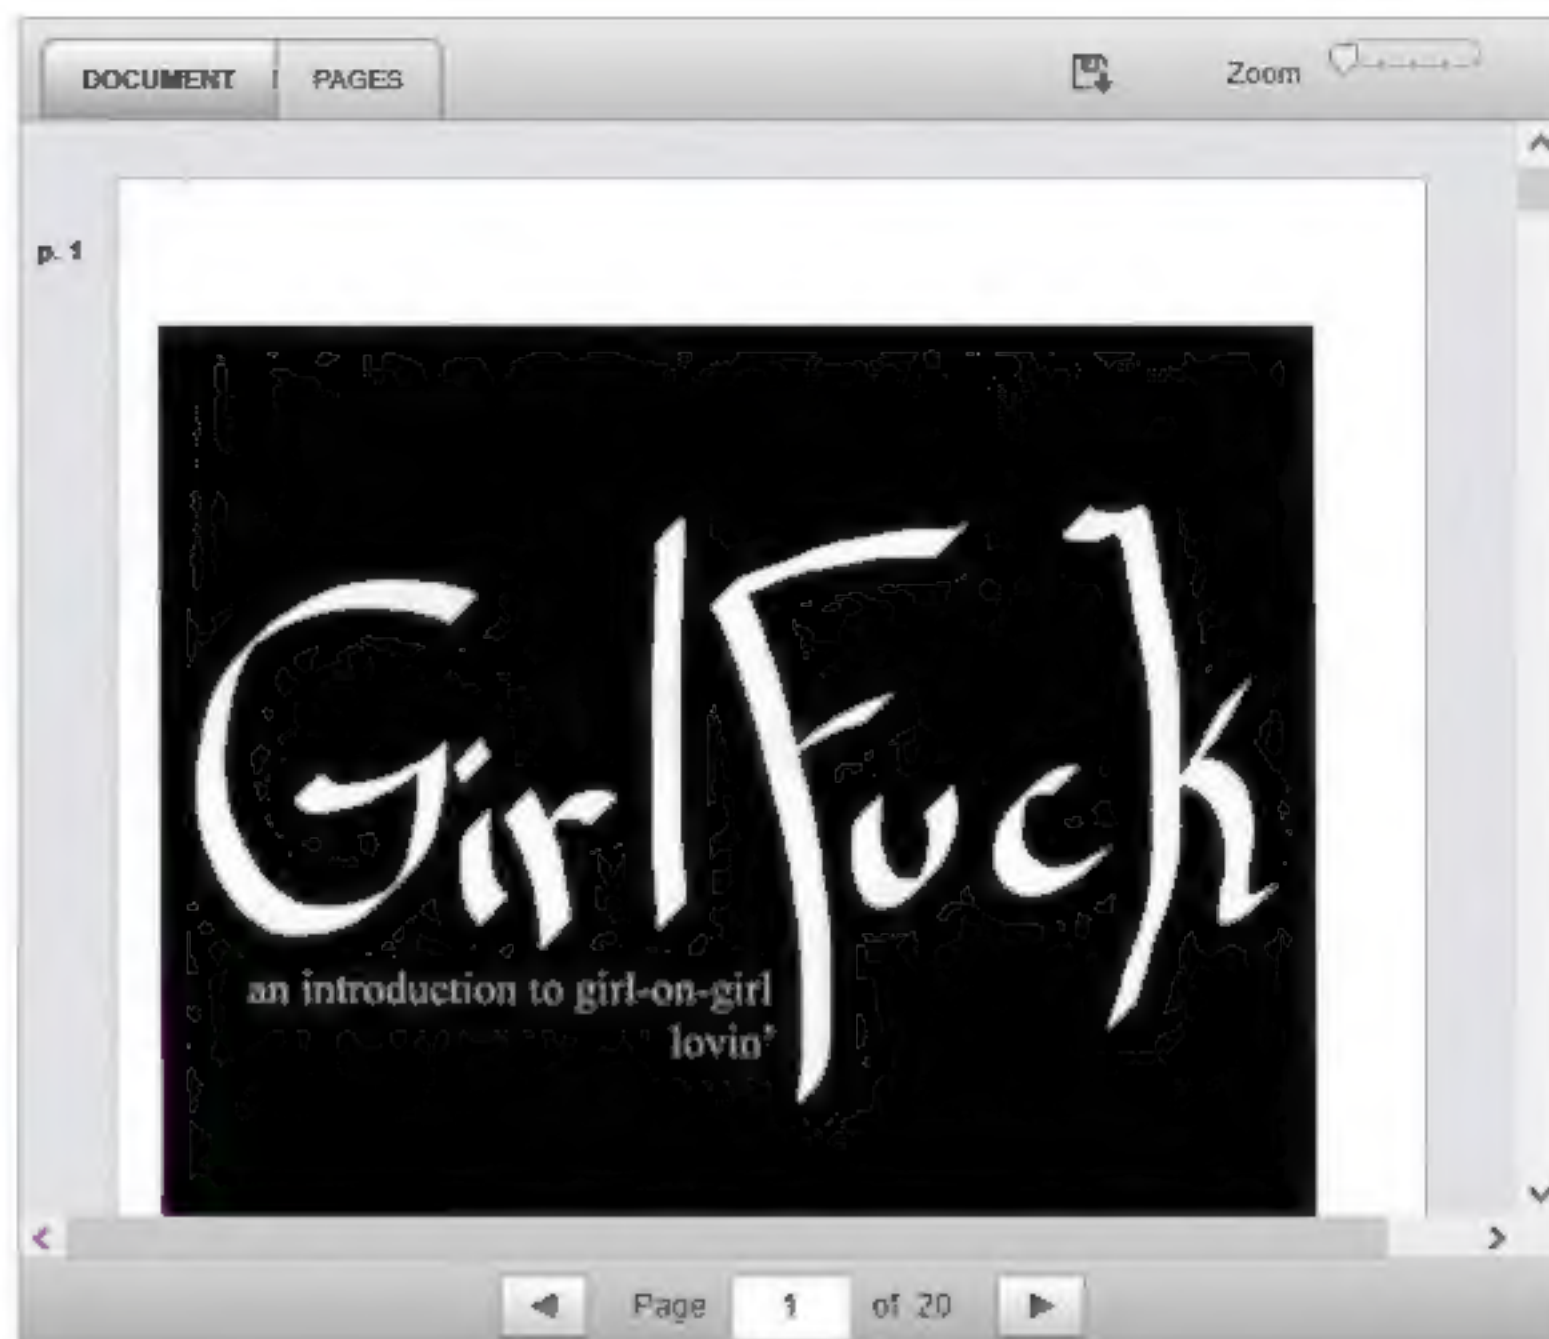 DOCUMENT PAGES Zoom
p. 1
GirlFuck
an introduction to girl-on-girl
lovin'
Page 1 of 20